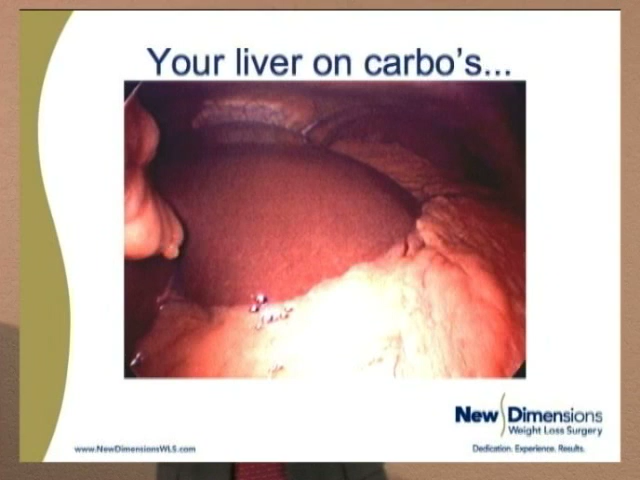 Your liver on carbo's...
New Dimensions
Weight Loss Surgery
www.NewDimensionsWLS.com
Dedication. Experience. Results.